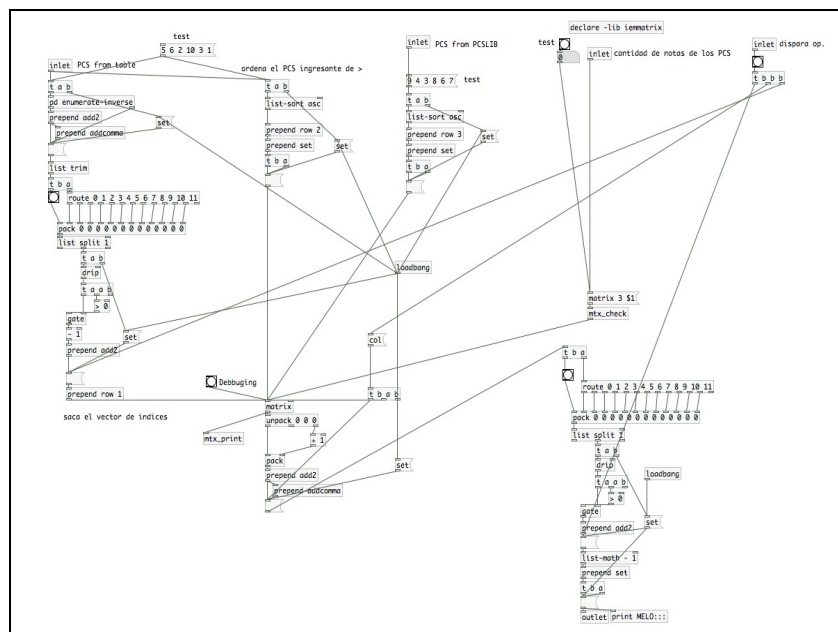 declare -lib iemmatrix
test
5 6 2 10 3 1
inlet PCS from table
ordena el PCS ingresante de >
inlet PCS from PCSLIB
test
0
inlet cantidad de notas de los PCS
inlet dispara op.
t a b
pd enumerate-inverse
prepend add2
prepend addcomma
set
list trim
t b a
route 0 1 2 3 4 5 6 7 8 9 10 11
pack 0 0 0 0 0 0 0 0 0 0 0 0
list split 1
t a b
drip
t a a b
> 0
gate
- 1
set
prepend add2
prepend row 1
saca el vector de indices
t a b
list-sort asc
prepend row 2
prepend set
set
t b a
9 4 3 8 6 7
test
t a b
list-sort asc
prepend row 3
prepend set
set
t b a
loadbang
t b b b
matrix 3 $1
mtx_check
col
t b a b
Debbuging
matrix
mtx_print
unpack 0 0 0
+ 1
pack
prepend add2
prepend addcomma
set
t b a
route 0 1 2 3 4 5 6 7 8 9 10 11
pack 0 0 0 0 0 0 0 0 0 0 0 0
list split 1
t a b
drip
t a a b
> 0
gate
loadbang
set
prepend add2
list-math - 1
prepend set
t b a
outlet
print MELO:::